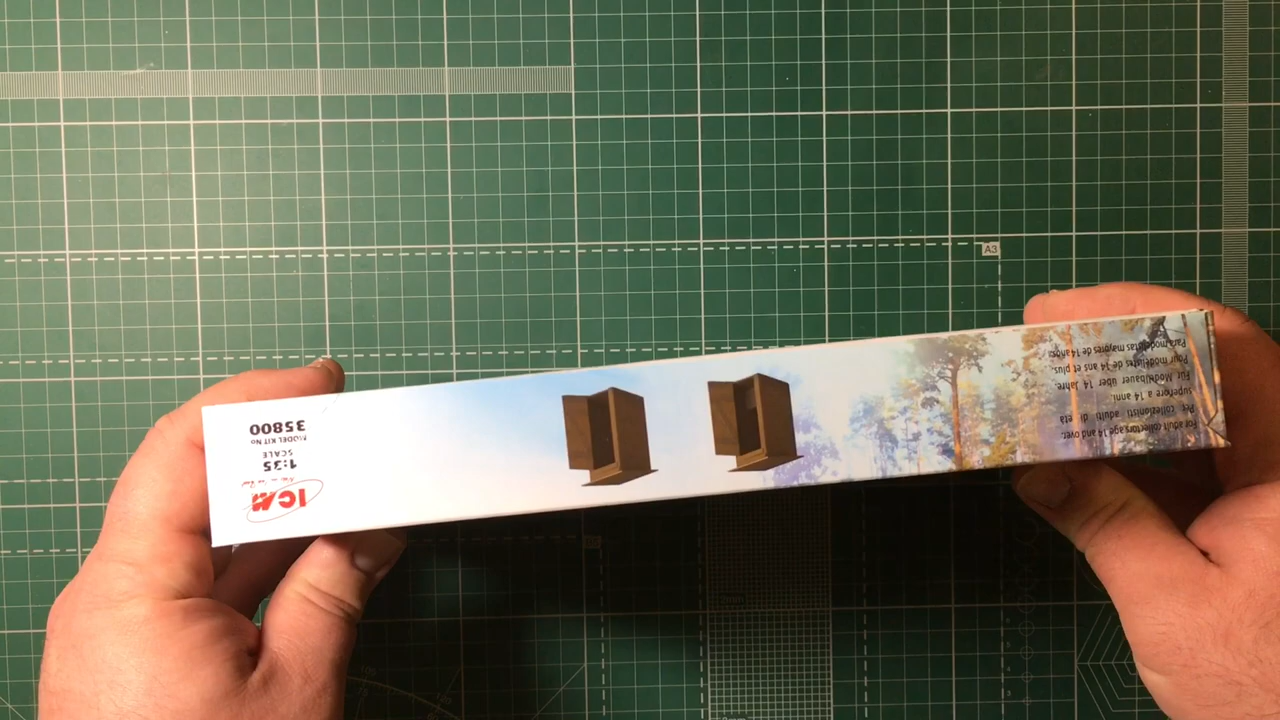 A3
For adult collectors age 14 and over.
Per collezionisti adulti di età
superiore a 14 anni.
Für Modellbauer über 14 Jahre.
Pour modelistes de 14 ans et plus.
Para modelistas mayores de 14 años.
ICM
1:35
SCALE
MODEL KIT No
35800